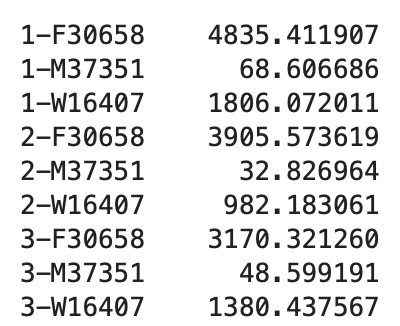 1-F30658 4835.411907
1-M37351 68.606686
1-W16407 1806.072011
2-F30658 3905.573619
2-M37351 32.826964
2-W16407 982.183061
3-F30658 3170.321260
3-M37351 48.599191
3-W16407 1380.437567